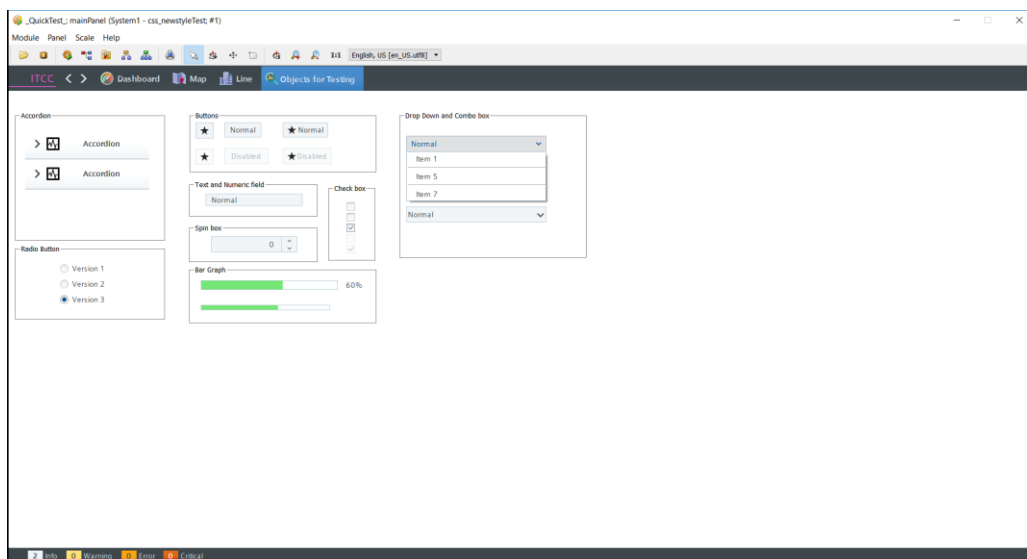 _QuickTest_: mainPanel (System1 - css_newstyleTest; #1)
Module Panel Scale Help
1:1 English, US [en_US.utf8]
ITCC Dashboard Map Line Objects for Testing
Accordion
Accordion
Accordion
Radio Button
Version 1
Version 2
Version 3
Buttons
Normal Normal
Disabled Disabled
Text and Numeric field
Normal
Spin box
0
Check box
Bar Graph
60%
Drop Down and Combo box
Normal
Item 1
Item 5
Item 7
Normal
2 Info 0 Warning 0 Error 0 Critical